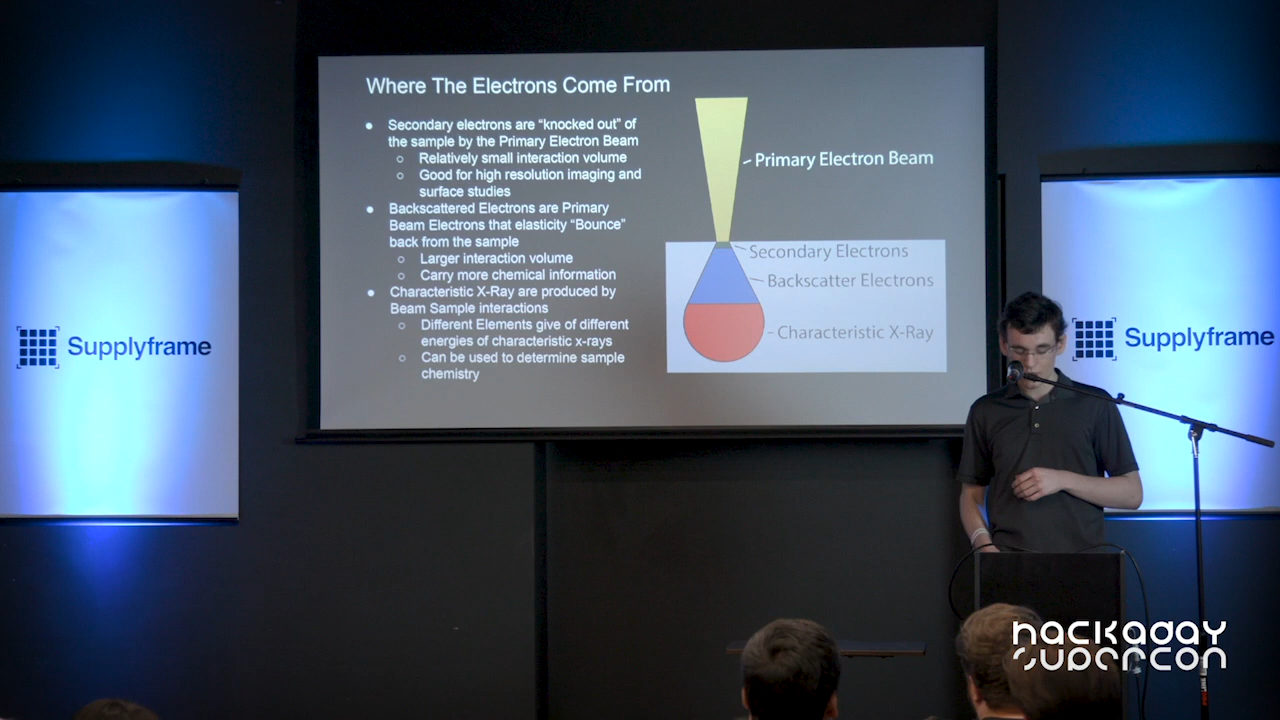 Where The Electrons Come From
● Secondary electrons are “knocked out” of
the sample by the Primary Electron Beam
○ Relatively small interaction volume
○ Good for high resolution imaging and
surface studies
● Backscattered Electrons are Primary
Beam Electrons that elasticity “Bounce”
back from the sample
○ Larger interaction volume
○ Carry more chemical information
● Characteristic X-Ray are produced by
Beam Sample interactions
○ Different Elements give of different
energies of characteristic x-rays
○ Can be used to determine sample
chemistry
Primary Electron Beam
Secondary Electrons
Backscatter Electrons
Characteristic X-Ray
Supplyframe
Supplyframe
hackaday
supercon